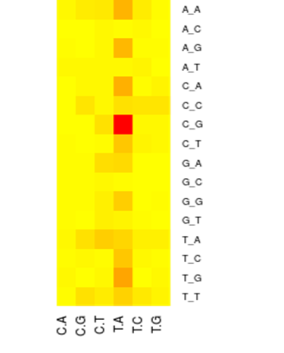 A_A
A_C
A_G
A_T
C_A
C_C
C_G
C_T
G_A
G_C
G_G
G_T
T_A
T_C
T_G
T_T
C.A
C.G
C.T
T.A
T.C
T.G